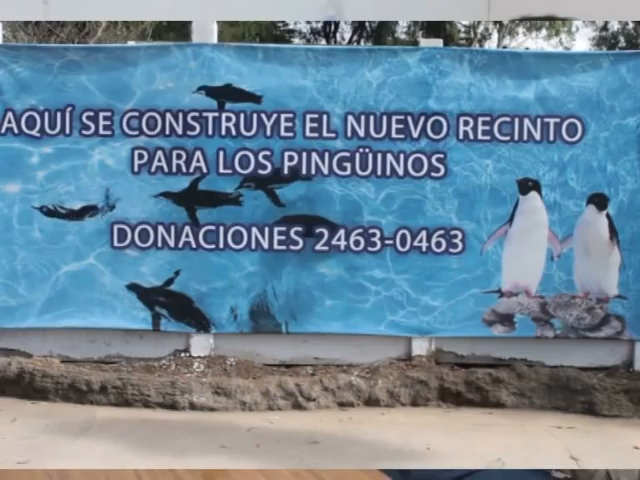 AQUÍ SE CONSTRUYE EL NUEVO RECINTO
PARA LOS PINGÜINOS
DONACIONES 2463-0463